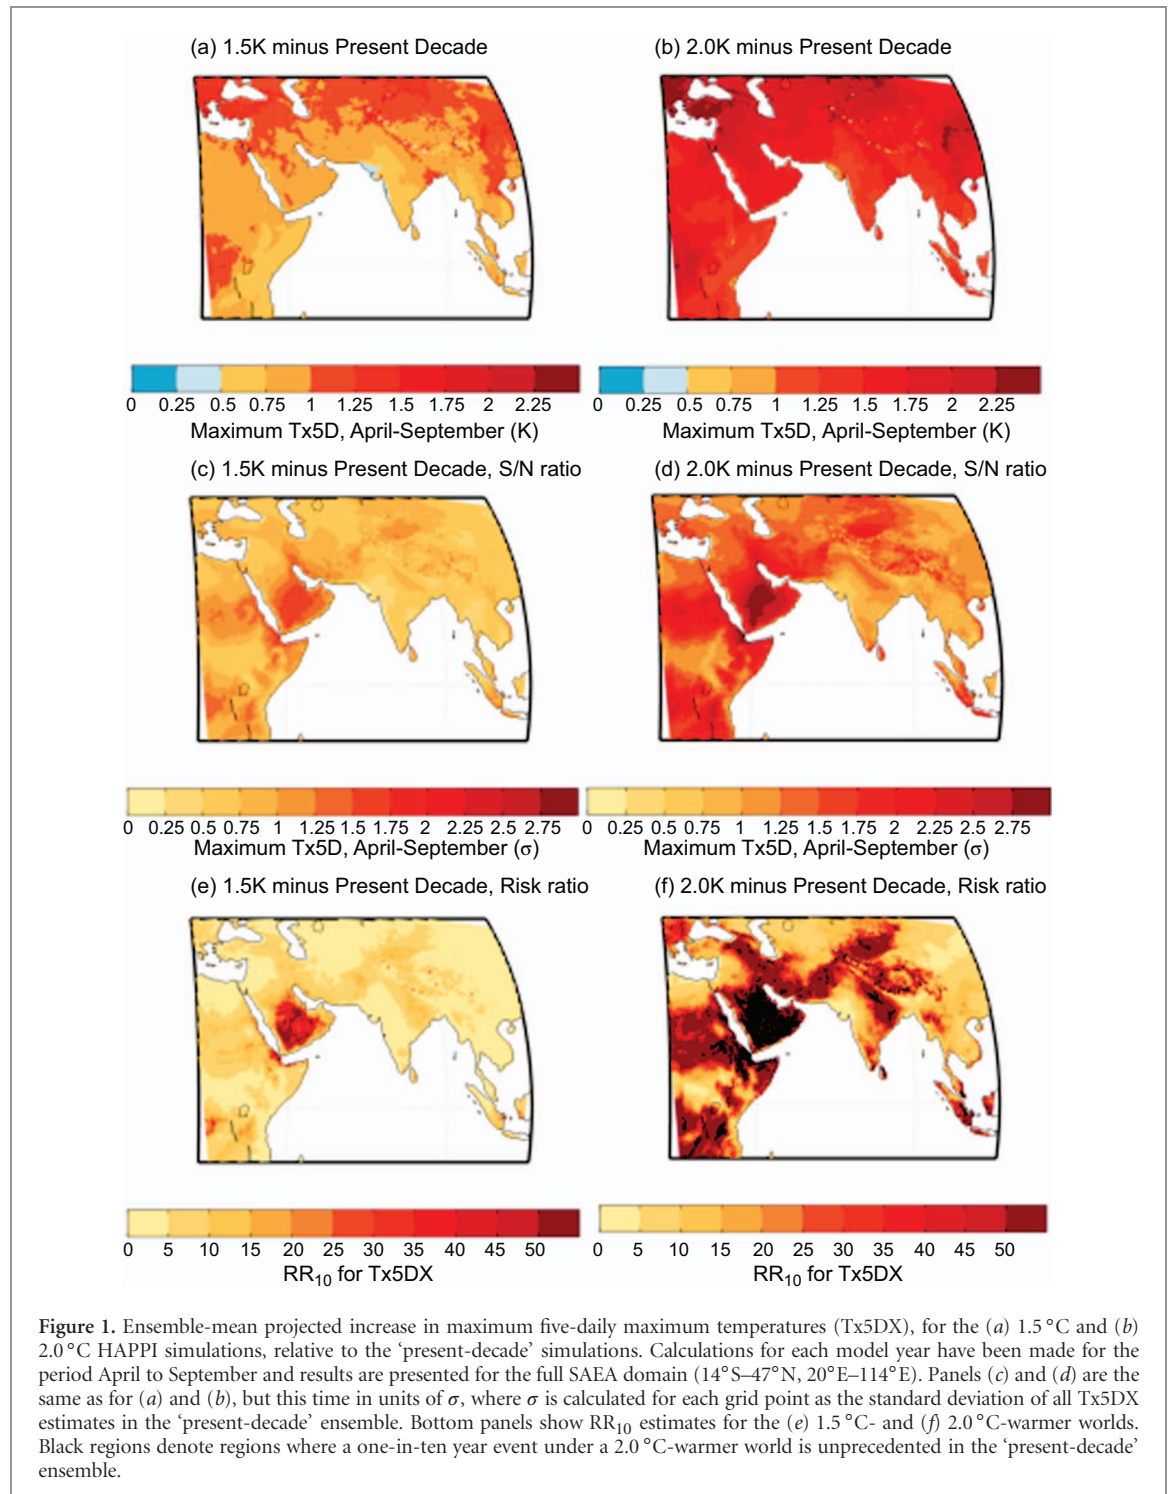 (a) 1.5K minus Present Decade
(b) 2.0K minus Present Decade
0 0.25 0.5 0.75 1 1.25 1.5 1.75 2 2.25
Maximum Tx5D, April-September (K)
0 0.25 0.5 0.75 1 1.25 1.5 1.75 2 2.25
Maximum Tx5D, April-September (K)
(c) 1.5K minus Present Decade, S/N ratio
(d) 2.0K minus Present Decade, S/N ratio
0 0.25 0.5 0.75 1 1.25 1.5 1.75 2 2.25 2.5 2.75
Maximum Tx5D, April-September (σ)
0 0.25 0.5 0.75 1 1.25 1.5 1.75 2 2.25 2.5 2.75
Maximum Tx5D, April-September (σ)
(e) 1.5K minus Present Decade, Risk ratio
(f) 2.0K minus Present Decade, Risk ratio
0 5 10 15 20 25 30 35 40 45 50
RR10 for Tx5DX
0 5 10 15 20 25 30 35 40 45 50
RR10 for Tx5DX
Figure 1. Ensemble-mean projected increase in maximum five-daily maximum temperatures (Tx5DX), for the (a) 1.5 °C and (b)
2.0 °C HAPPI simulations, relative to the ‘present-decade’ simulations. Calculations for each model year have been made for the
period April to September and results are presented for the full SAEA domain (14°S–47°N, 20°E–114°E). Panels (c) and (d) are the
same as for (a) and (b), but this time in units of σ, where σ is calculated for each grid point as the standard deviation of all Tx5DX
estimates in the ‘present-decade’ ensemble. Bottom panels show RR10 estimates for the (e) 1.5 °C- and (f) 2.0 °C-warmer worlds.
Black regions denote regions where a one-in-ten year event under a 2.0 °C-warmer world is unprecedented in the ‘present-decade’
ensemble.